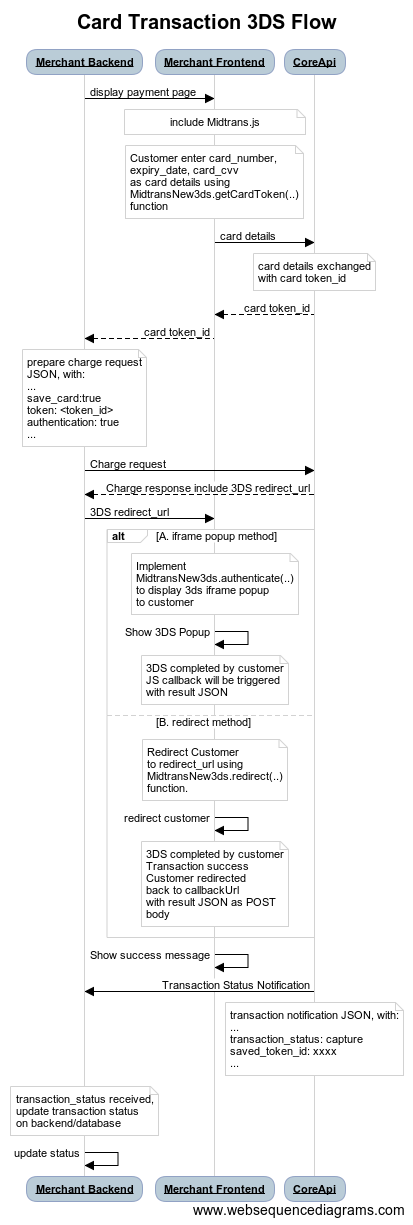 Card Transaction 3DS Flow
Merchant Backend
Merchant Frontend
CoreApi
display payment page
include Midtrans.js
Customer enter card_number,
expiry_date, card_cvv
as card details using
MidtransNew3ds.getCardToken(..)
function
card details
card details exchanged
with card token_id
card token_id
card token_id
prepare charge request
JSON, with:
...
save_card:true
token: <token_id>
authentication: true
...
Charge request
Charge response include 3DS redirect_url
3DS redirect_url
alt
[A. iframe popup method]
Implement
MidtransNew3ds.authenticate(..)
to display 3ds iframe popup
to customer
Show 3DS Popup
3DS completed by customer
JS callback will be triggered
with result JSON
[B. redirect method]
Redirect Customer
to redirect_url using
MidtransNew3ds.redirect(..)
function.
redirect customer
3DS completed by customer
Transaction success
Customer redirected
back to callbackUrl
with result JSON as POST
body
Show success message
Transaction Status Notification
transaction notification JSON, with:
...
transaction_status: capture
saved_token_id: xxxx
...
transaction_status received,
update transaction status
on backend/database
update status
Merchant Backend
Merchant Frontend
CoreApi
www.websequencediagrams.com